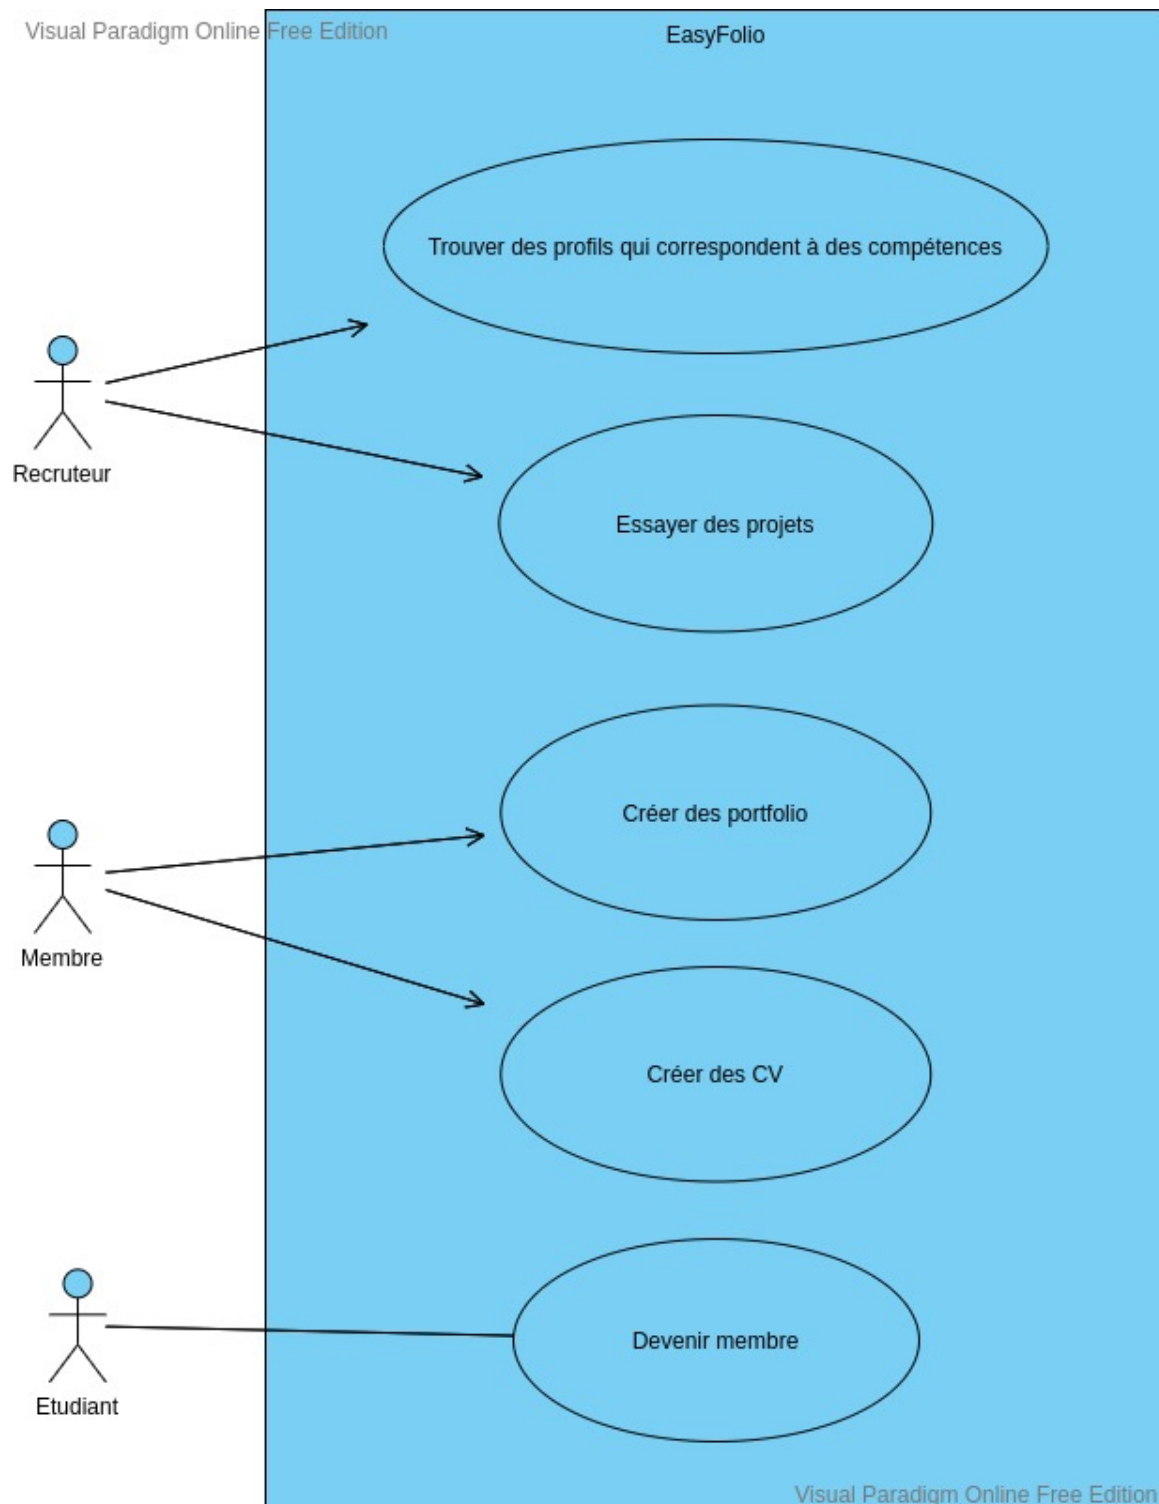 Visual Paradigm Online Free Edition
EasyFolio
Trouver des profils qui correspondent à des compétences
Recruteur
Essayer des projets
Créer des portfolio
Membre
Créer des CV
Devenir membre
Etudiant
Visual Paradigm Online Free Edition